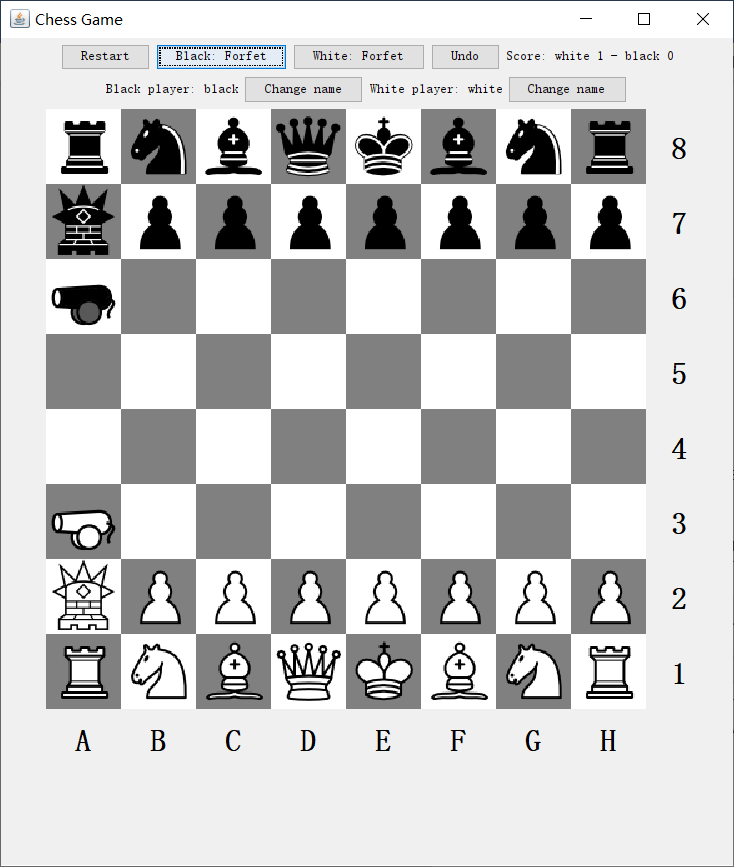 Chess Game
Restart Black: Forfet White: Forfet Undo Score: white 1 - black 0
Black player: black Change name White player: white Change name
8
7
6
5
4
3
2
1
A B C D E F G H